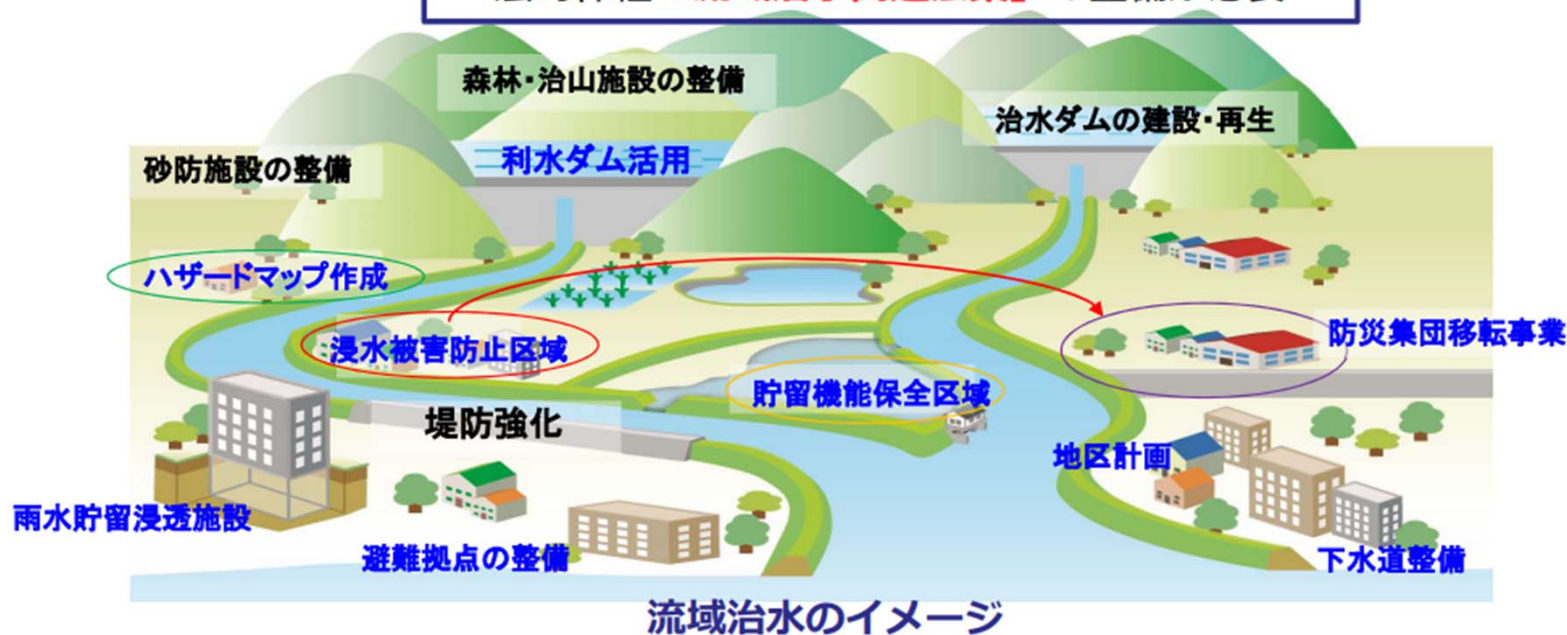 森林・治山施設の整備
治水ダムの建設・再生
利水ダム活用
砂防施設の整備
ハザードマップ作成
浸水被害防止区域
防災集団移転事業
貯留機能保全区域
堤防強化
地区計画
雨水貯留浸透施設
避難拠点の整備
下水道整備
流域治水のイメージ